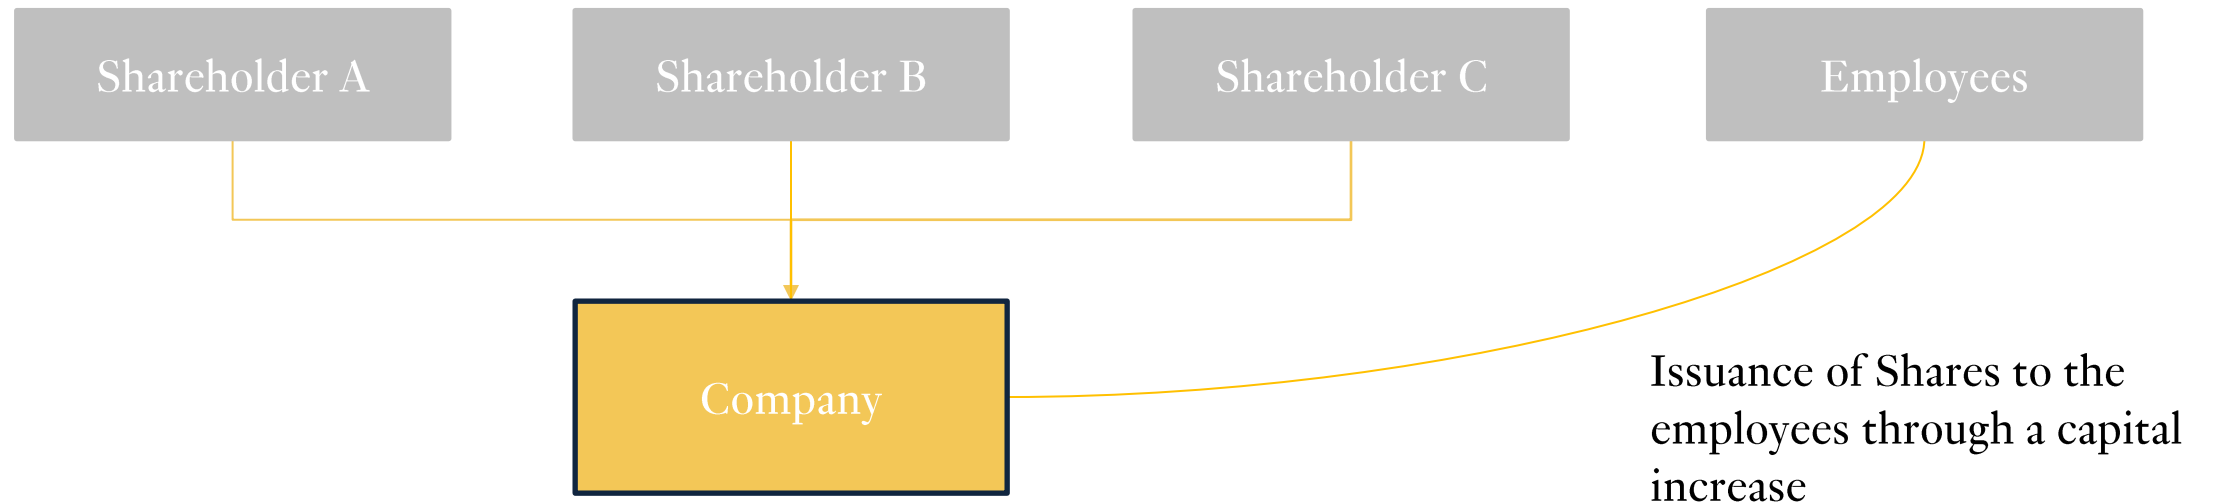 Shareholder A
Shareholder B
Shareholder C
Employees
Company
Issuance of Shares to the
employees through a capital
increase